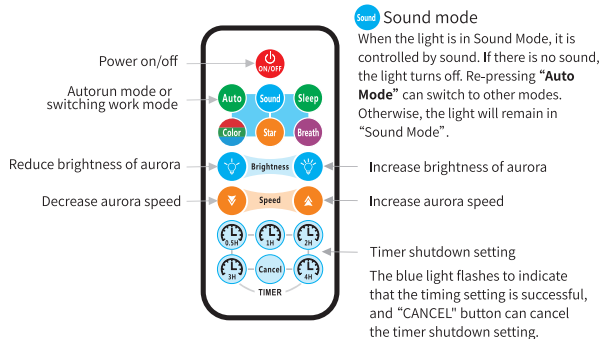 Sound Sound mode
When the light is in Sound Mode, it is
controlled by sound. If there is no sound,
the light turns off. Re-pressing “Auto
Mode” can switch to other modes.
Otherwise, the light will remain in
“Sound Mode”.
Power on/off
ON/OFF
Autorun mode or
switching work mode
Auto Sound Sleep
Color Star Breath
Reduce brightness of aurora
Brightness
Increase brightness of aurora
Decrease aurora speed
Speed
Increase aurora speed
0.5H 1H 2H
3H Cancel 4H
TIMER
Timer shutdown setting
The blue light flashes to indicate
that the timing setting is successful,
and “CANCEL" button can cancel
the timer shutdown setting.